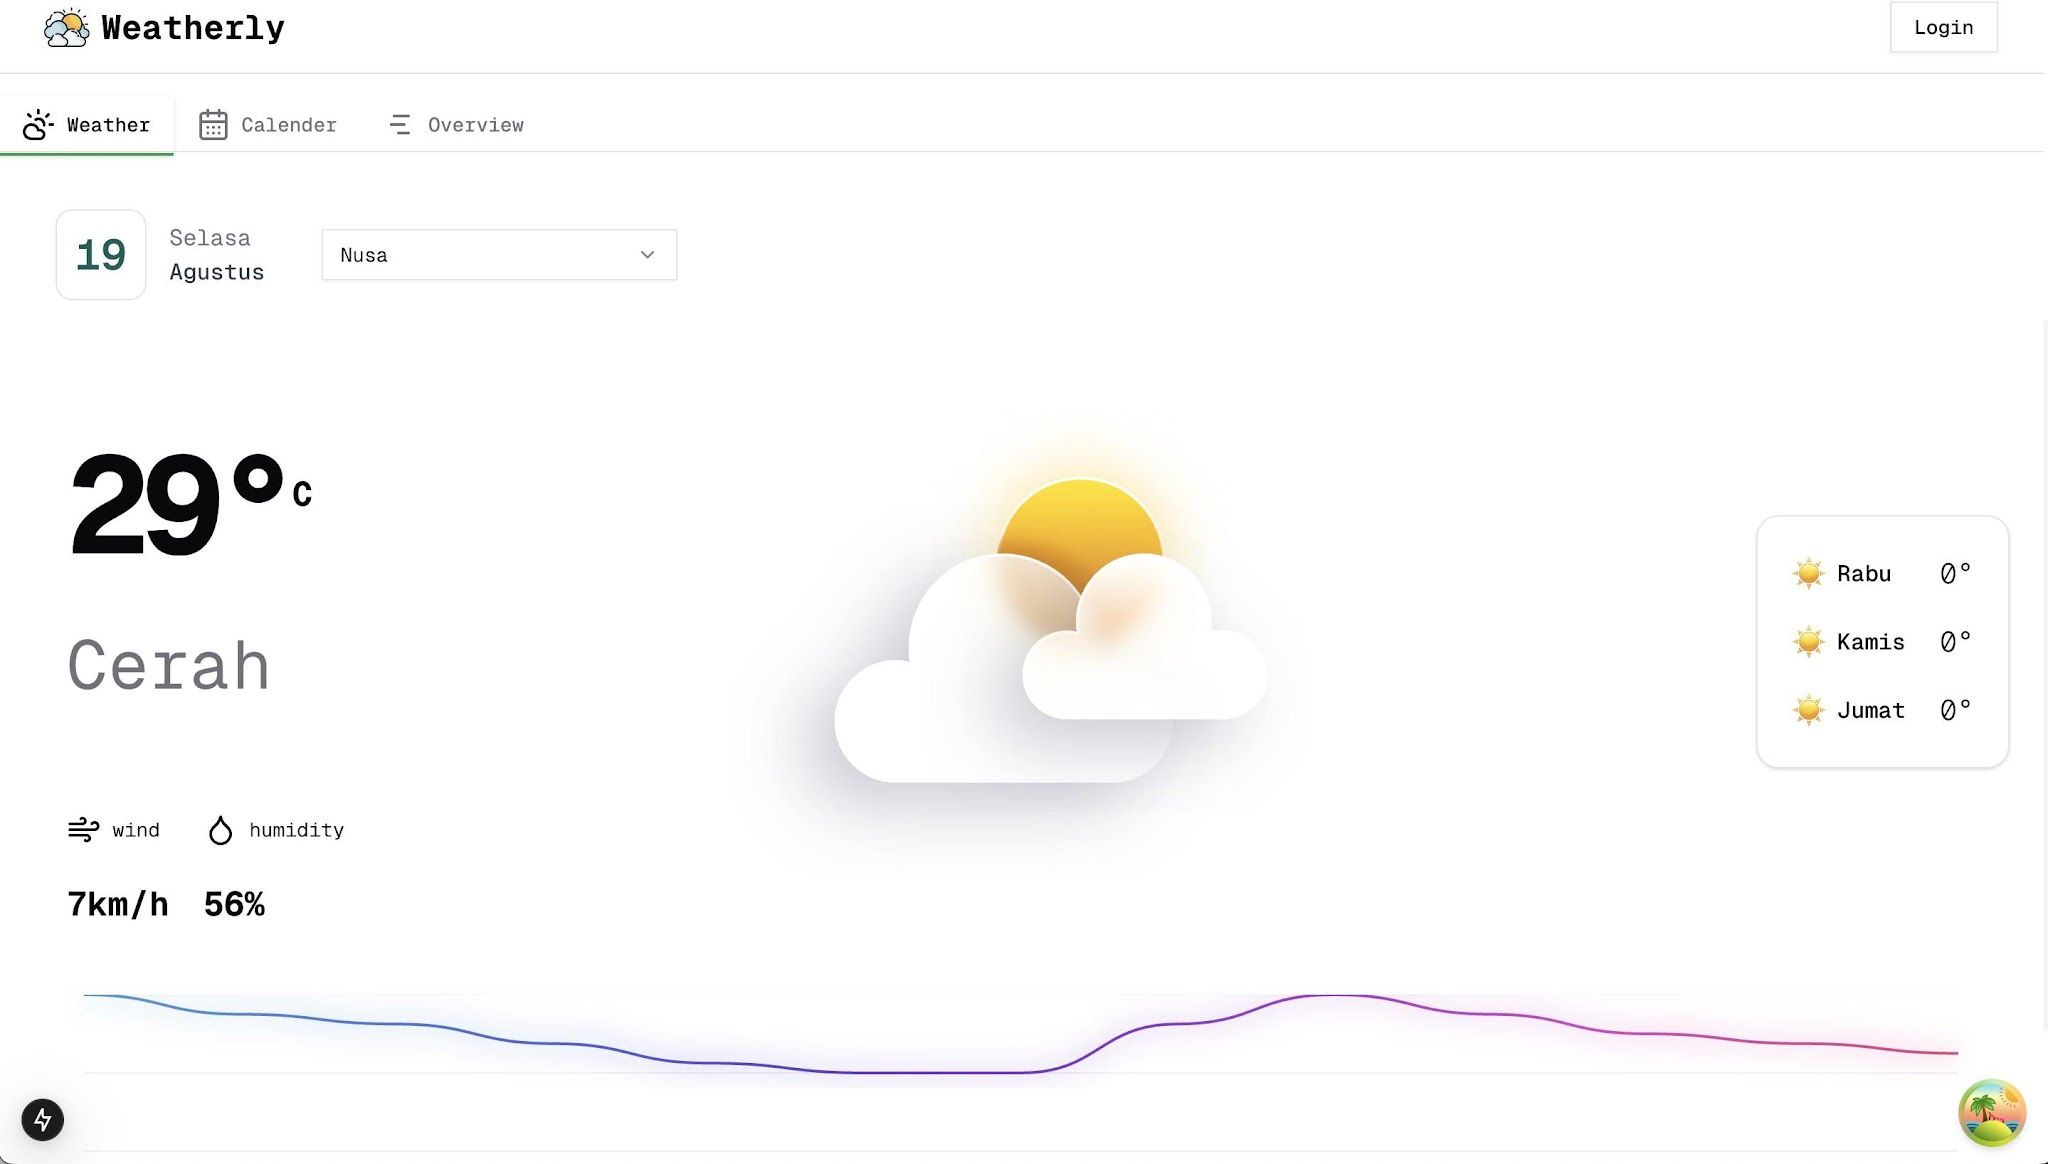 Weatherly
Login
Weather
Calender
Overview
19
Selasa
Agustus
Nusa
29°C
Cerah
Rabu 0°
Kamis 0°
Jumat 0°
wind
humidity
7km/h
56%